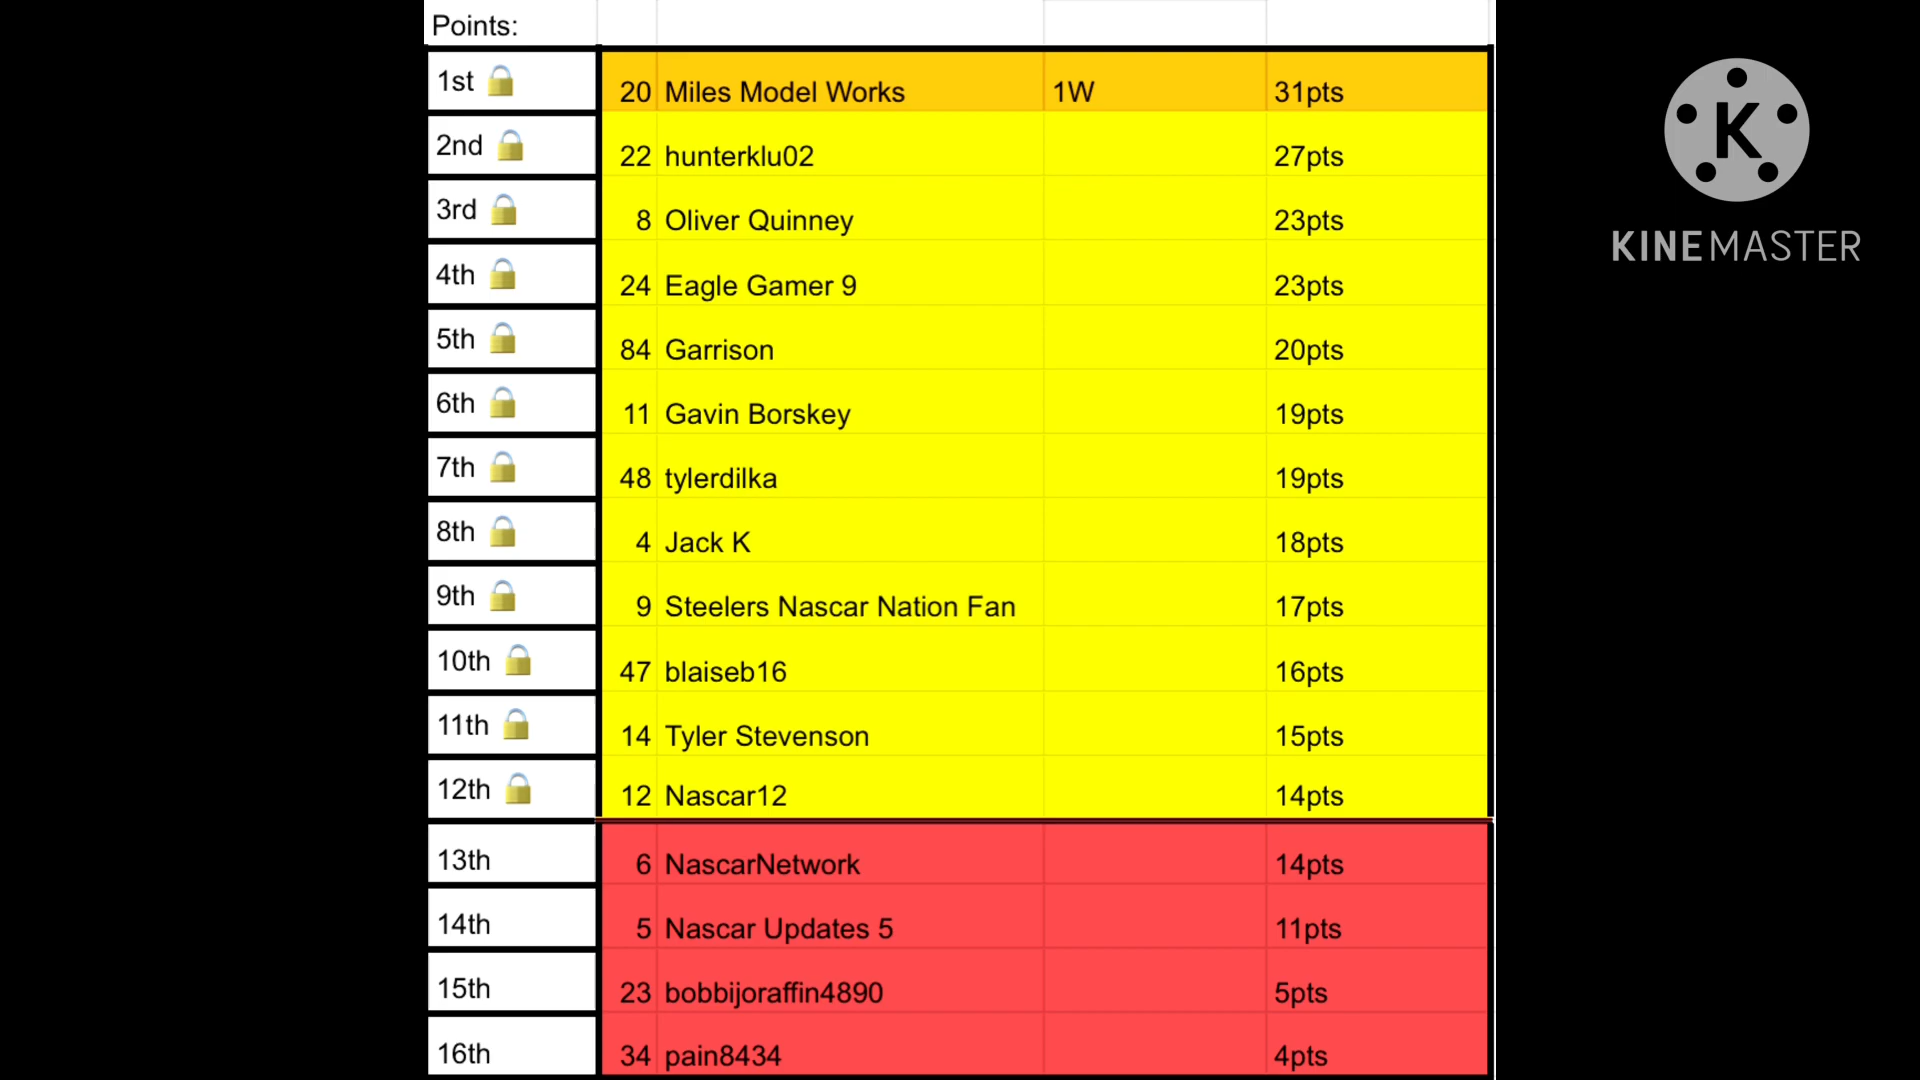 Points:
1st 🔒 20 Miles Model Works 1W 31pts
2nd 🔒 22 hunterklu02 27pts
3rd 🔒 8 Oliver Quinney 23pts
4th 🔒 24 Eagle Gamer 9 23pts
5th 🔒 84 Garrison 20pts
6th 🔒 11 Gavin Borskey 19pts
7th 🔒 48 tylerdilka 19pts
8th 🔒 4 Jack K 18pts
9th 🔒 9 Steelers Nascar Nation Fan 17pts
10th 🔒 47 blaiseb16 16pts
11th 🔒 14 Tyler Stevenson 15pts
12th 🔒 12 Nascar12 14pts
13th 6 NascarNetwork 14pts
14th 5 Nascar Updates 5 11pts
15th 23 bobbijoraffin4890 5pts
16th 34 pain8434 4pts
K
KINEMASTER